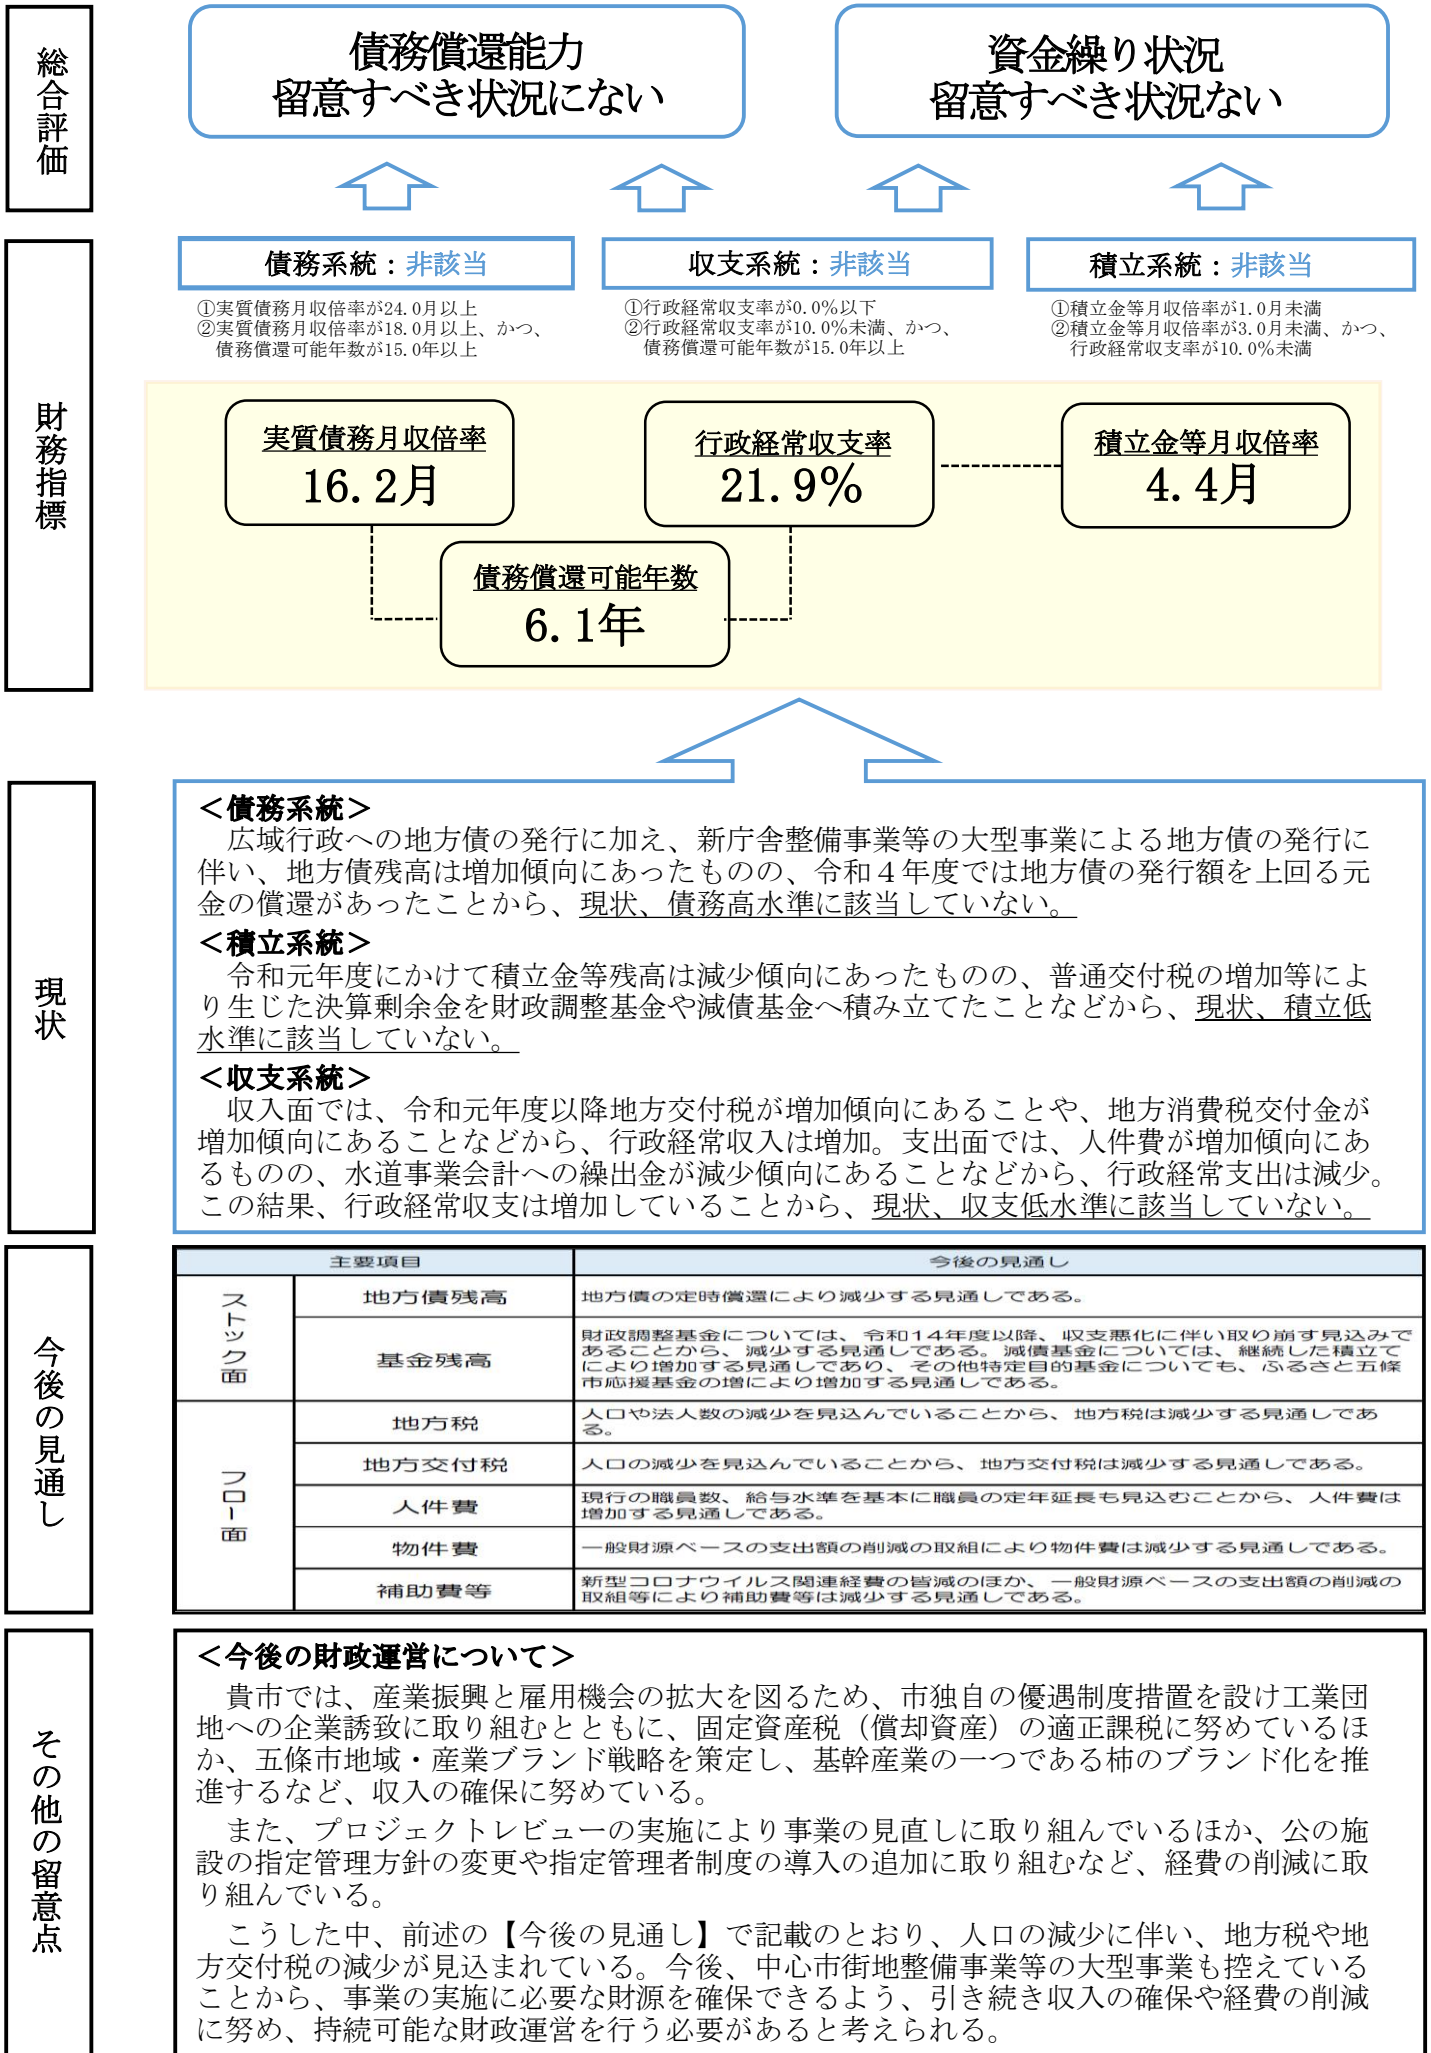 総合評価
債務償還能力
留意すべき状況にない
資金繰り状況
留意すべき状況ない
財務指標
債務系統：非該当
①実質債務月収倍率が24.0月以上
②実質債務月収倍率が18.0月以上、かつ、
債務償還可能年数が15.0年以上
収支系統：非該当
①行政経常収支率が0.0%以下
②行政経常収支率が10.0%未満、かつ、
債務償還可能年数が15.0年以上
積立系統：非該当
①積立金等月収倍率が1.0月未満
②積立金等月収倍率が3.0月未満、かつ、
行政経常収支率が10.0%未満
実質債務月収倍率
16.2月
行政経常収支率
21.9%
積立金等月収倍率
4.4月
債務償還可能年数
6.1年
現状
＜債務系統＞
広域行政への地方債の発行に加え、新庁舎整備事業等の大型事業による地方債の発行に
伴い、地方債残高は増加傾向にあったものの、令和４年度では地方債の発行額を上回る元
金の償還があったことから、現状、債務高水準に該当していない。
＜積立系統＞
令和元年度にかけて積立金等残高は減少傾向にあったものの、普通交付税の増加等によ
り生じた決算剰余金を財政調整基金や減債基金へ積み立てたことなどから、現状、積立低
水準に該当していない。
＜収支系統＞
収入面では、令和元年度以降地方交付税が増加傾向にあることや、地方消費税交付金が
増加傾向にあることなどから、行政経常収入は増加。支出面では、人件費が増加傾向にあ
るものの、水道事業会計への繰出金が減少傾向にあることなどから、行政経常支出は減少。
この結果、行政経常収支は増加していることから、現状、収支低水準に該当していない。
今後の見通し
主要項目
今後の見通し
ストック面
地方債残高
地方債の定時償還により減少する見通しである。
基金残高
財政調整基金については、令和14年度以降、収支悪化に伴い取り崩す見込みで
あることから、減少する見通しである。減債基金については、継続した積立て
により増加する見通しであり、その他特定目的基金についても、ふるさと五條
市応援基金の増により増加する見通しである。
フロー面
地方税
人口や法人数の減少を見込んでいることから、地方税は減少する見通しであ
る。
地方交付税
人口の減少を見込んでいることから、地方交付税は減少する見通しである。
人件費
現行の職員数、給与水準を基本に職員の定年延長も見込むことから、人件費は
増加する見通しである。
物件費
一般財源ベースの支出額の削減の取組により物件費は減少する見通しである。
補助費等
新型コロナウイルス関連経費の皆減のほか、一般財源ベースの支出額の削減の
取組等により補助費等は減少する見通しである。
その他の留意点
＜今後の財政運営について＞
貴市では、産業振興と雇用機会の拡大を図るため、市独自の優遇制度措置を設け工業団
地への企業誘致に取り組むとともに、固定資産税（償却資産）の適正課税に努めているほ
か、五條市地域・産業ブランド戦略を策定し、基幹産業の一つである柿のブランド化を推
進するなど、収入の確保に努めている。
また、プロジェクトレビューの実施により事業の見直しに取り組んでいるほか、公の施
設の指定管理方針の変更や指定管理者制度の導入の追加に取り組むなど、経費の削減に取
り組んでいる。
こうした中、前述の【今後の見通し】で記載のとおり、人口の減少に伴い、地方税や地
方交付税の減少が見込まれている。今後、中心市街地整備事業等の大型事業も控えている
ことから、事業の実施に必要な財源を確保できるよう、引き続き収入の確保や経費の削減
に努め、持続可能な財政運営を行う必要があると考えられる。